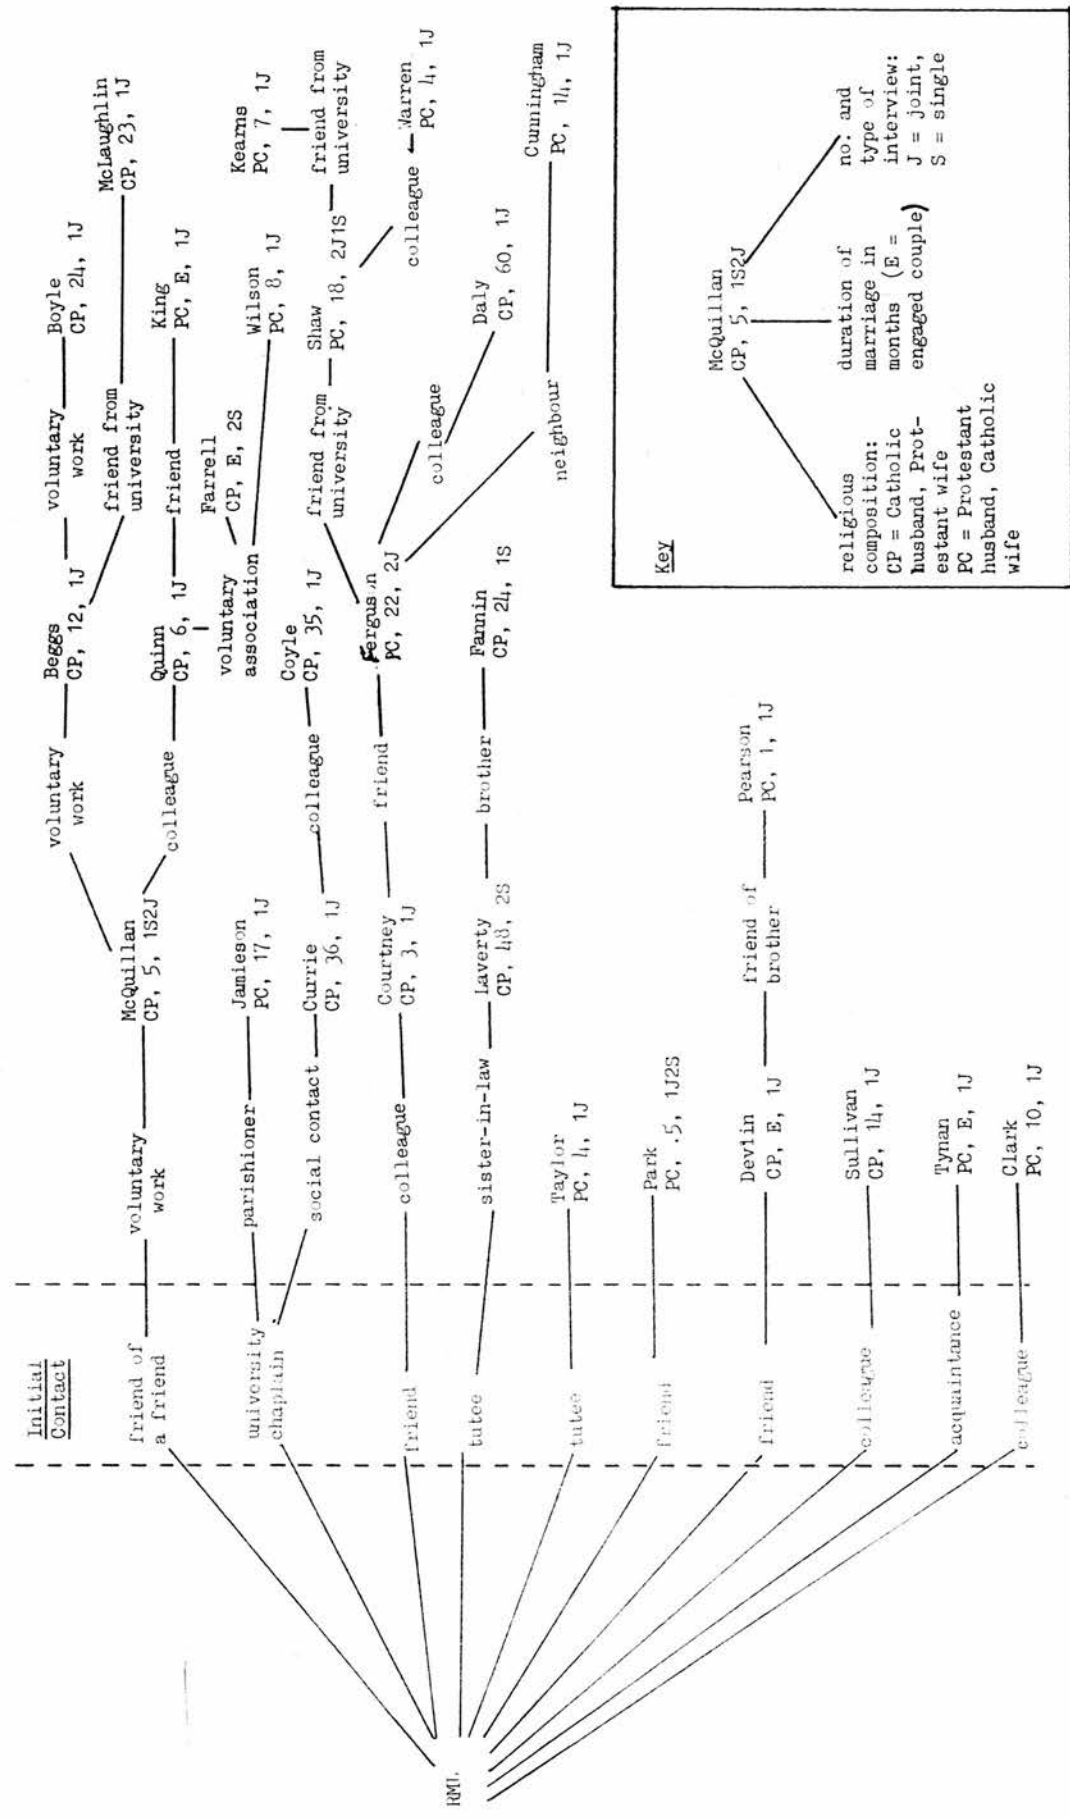 Initial
Contact
RML
friend of
a friend
voluntary
work
McQuillan
CP, 5, 1S2J
voluntary
work
Beggs
CP, 12, 1J
voluntary
work
Boyle
CP, 24, 1J
friend from
university
McLaughlin
CP, 23, 1J
colleague
Quinn
CP, 6, 1J
friend
King
PC, E, 1J
voluntary
association
Farrell
CP, E, 2S
Wilson
PC, 8, 1J
university
chaplain
parishioner
Jamieson
PC, 17, 1J
social contact
Currie
CP, 36, 1J
colleague
Coyle
CP, 35, 1J
friend
colleague
Courtney
CP, 3, 1J
friend
Ferguson
PC, 22, 2J
friend from
university
Shaw
PC, 18, 2J1S
friend from
university
Kearns
PC, 7, 1J
colleague
Warren
PC, 4, 1J
colleague
Daly
CP, 60, 1J
neighbour
Cunningham
PC, 14, 1J
tutee
sister-in-law
Laverty
CP, 48, 2S
brother
Fannin
CP, 24, 1S
tutee
Taylor
PC, 4, 1J
friend
Park
PC, .5, 1J2S
friend
Devlin
CP, E, 1J
friend of
brother
Pearson
PC, 1, 1J
colleague
Sullivan
CP, 14, 1J
acquaintance
Tynan
PC, E, 1J
colleague
Clark
PC, 10, 1J
Key
McQuillan
CP, 5, 1S2J
religious
composition:
CP = Catholic
husband, Prot-
estant wife
PC = Protestant
husband, Catholic
wife
duration of
marriage in
months (E =
engaged couple)
no. and
type of
interview:
J = joint,
S = single